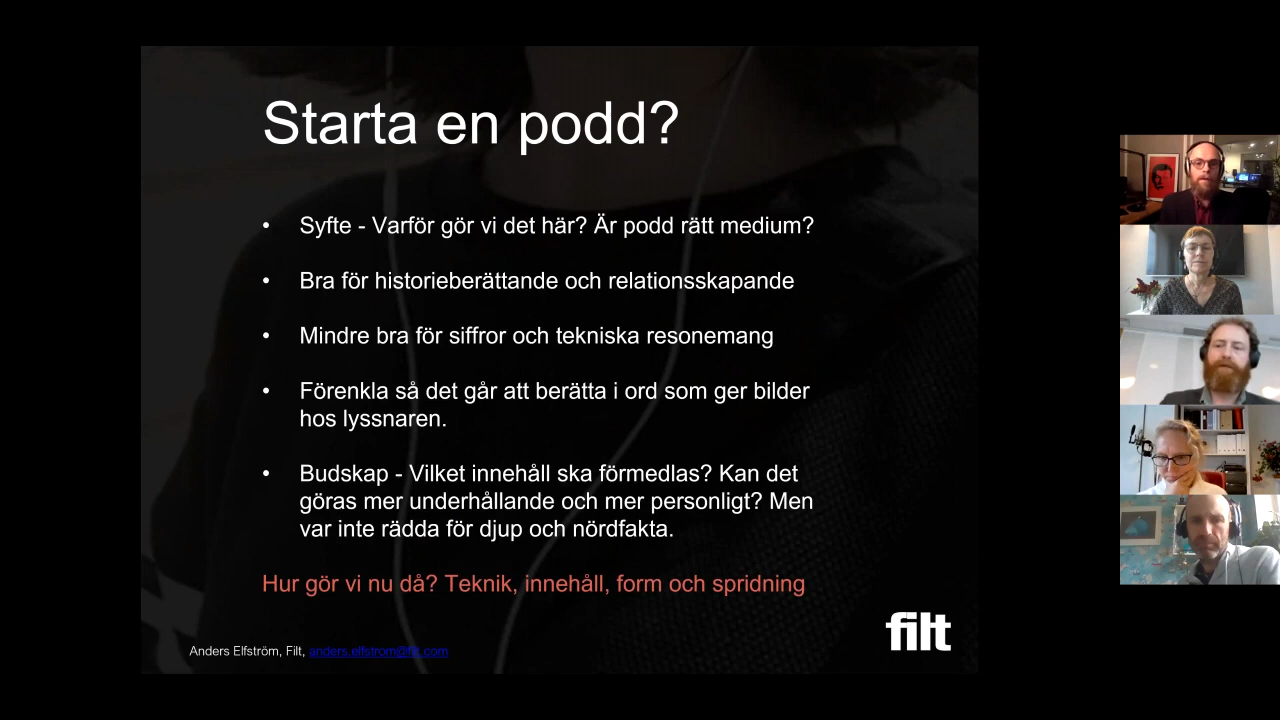 Starta en podd?
• Syfte - Varför gör vi det här? Är podd rätt medium?
• Bra för historieberättande och relationsskapande
• Mindre bra för siffror och tekniska resonemang
• Förenkla så det går att berätta i ord som ger bilder
hos lyssnaren.
• Budskap - Vilket innehåll ska förmedlas? Kan det
göras mer underhållande och mer personligt? Men
var inte rädda för djup och nördfakta.
Hur gör vi nu då? Teknik, innehåll, form och spridning
filt
Anders Elfström, Filt, anders.elfstrom@filt.com